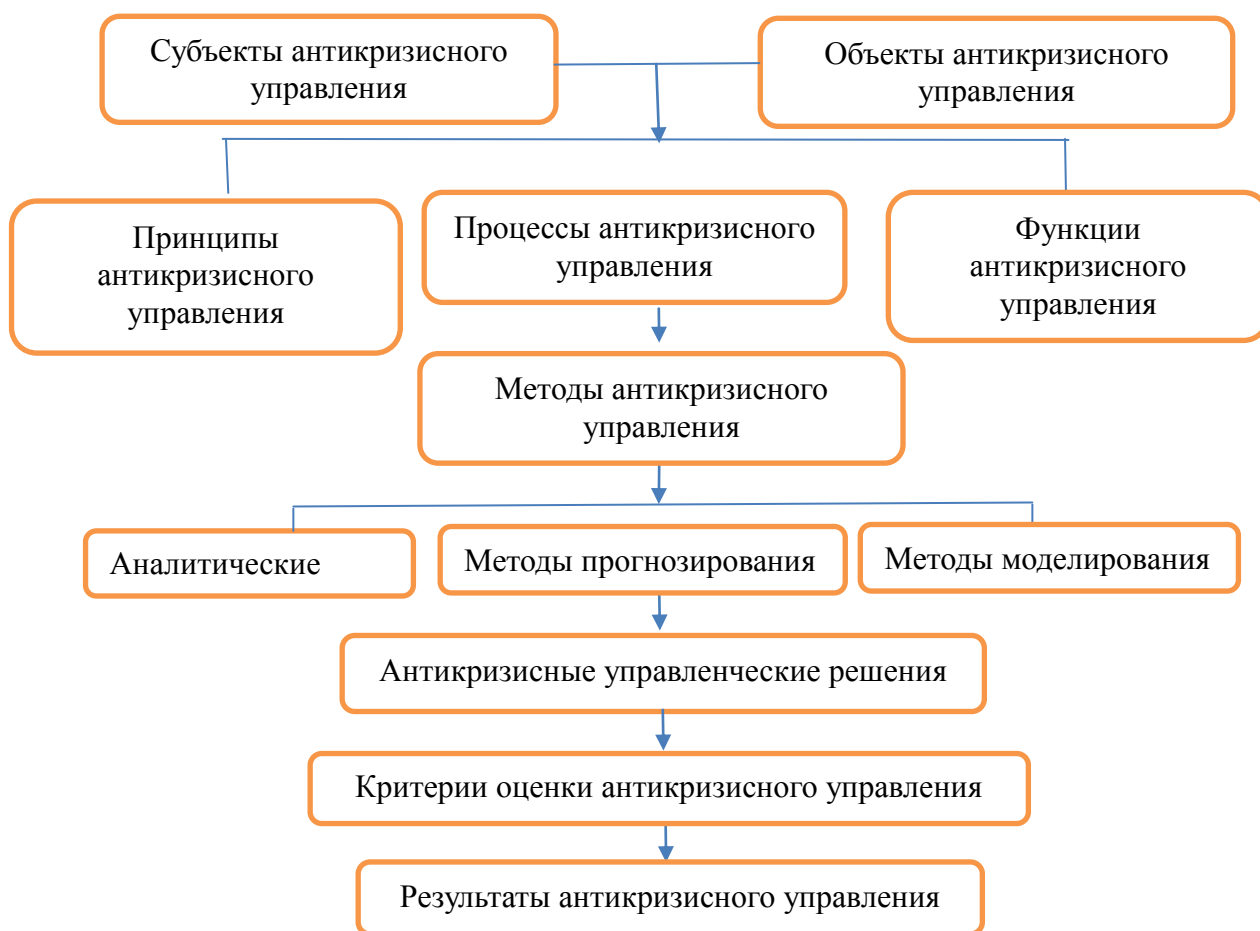 Субъекты антикризисного
управления
Объекты антикризисного
управления
Принципы
антикризисного
управления
Процессы антикризисного
управления
Функции
антикризисного
управления
Методы антикризисного
управления
Аналитические
Методы прогнозирования
Методы моделирования
Антикризисные управленческие решения
Критерии оценки антикризисного управления
Результаты антикризисного управления